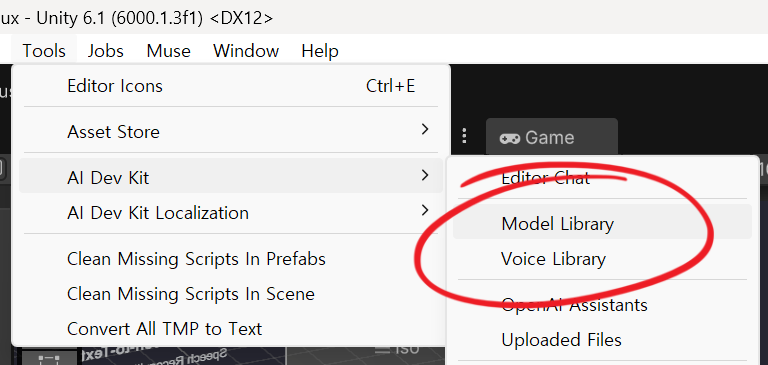 ux - Unity 6.1 (6000.1.3f1) <DX12>
Tools Jobs Muse Window Help
Editor Icons Ctrl+E
Asset Store
Game
AI Dev Kit
Editor Chat
AI Dev Kit Localization
Model Library
Clean Missing Scripts In Prefabs
Voice Library
Clean Missing Scripts In Scene
OpenAI Assistants
Convert All TMP to Text
Uploaded Files
Iso